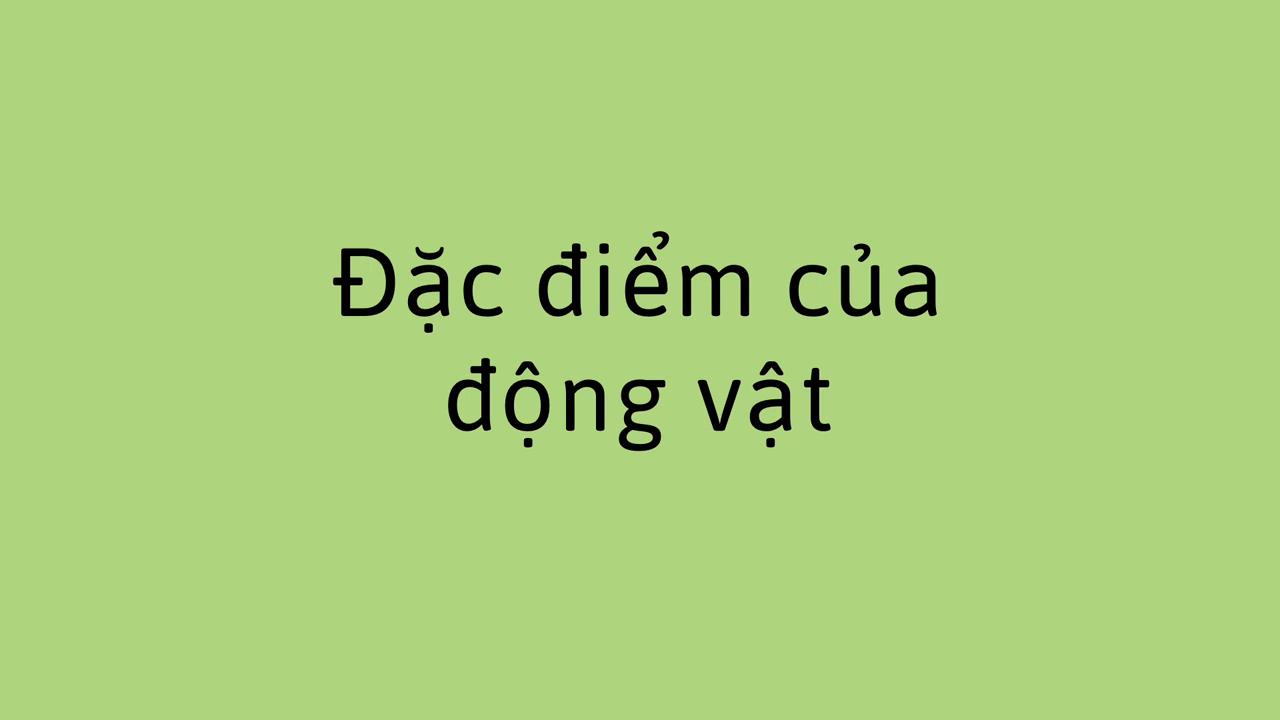 Đặc điểm của
động vật